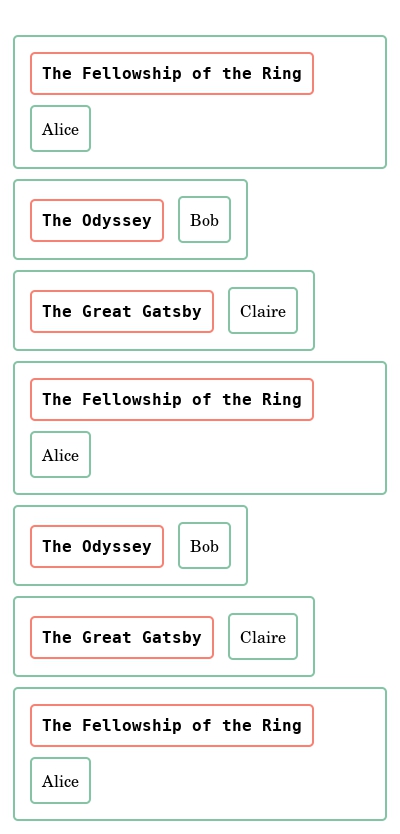 The Fellowship of the Ring
Alice
The Odyssey Bob
The Great Gatsby Claire
The Fellowship of the Ring
Alice
The Odyssey Bob
The Great Gatsby Claire
The Fellowship of the Ring
Alice